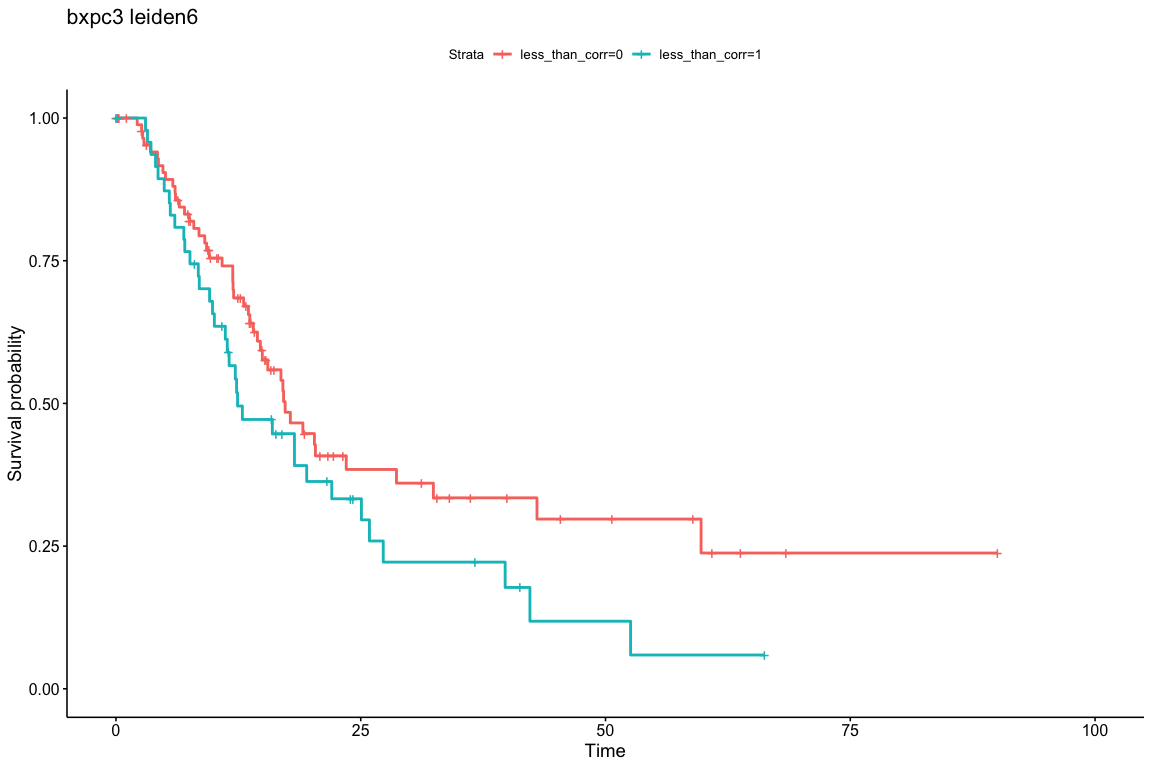 bxpc3 leiden6
Strata less_than_corr=0 less_than_corr=1
1.00
0.75
0.50
0.25
0.00
Survival probability
0 25 50 75 100
Time